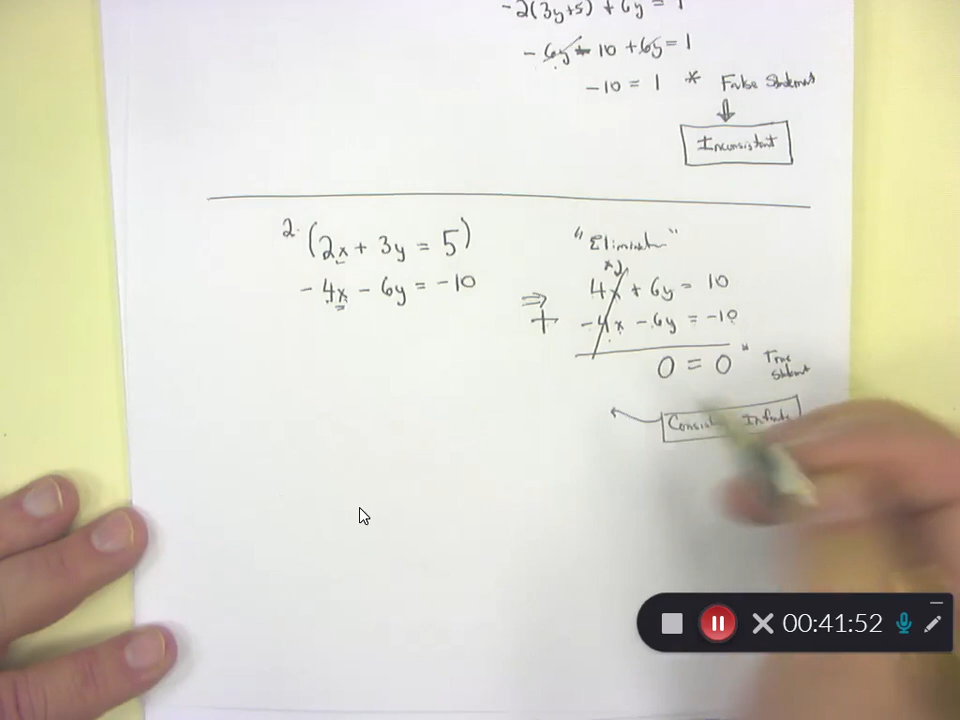 -2(3y+5) + 6y = 1
- 6y - 10 + 6y = 1
-10 = 1 * False Statement
Inconsistent
2. (2x + 3y = 5)
- 4x - 6y = -10
"Eliminate"
4x + 6y = 10
⇒
+ -4x - 6y = -10
0 = 0 * True
Statement
00:41:52